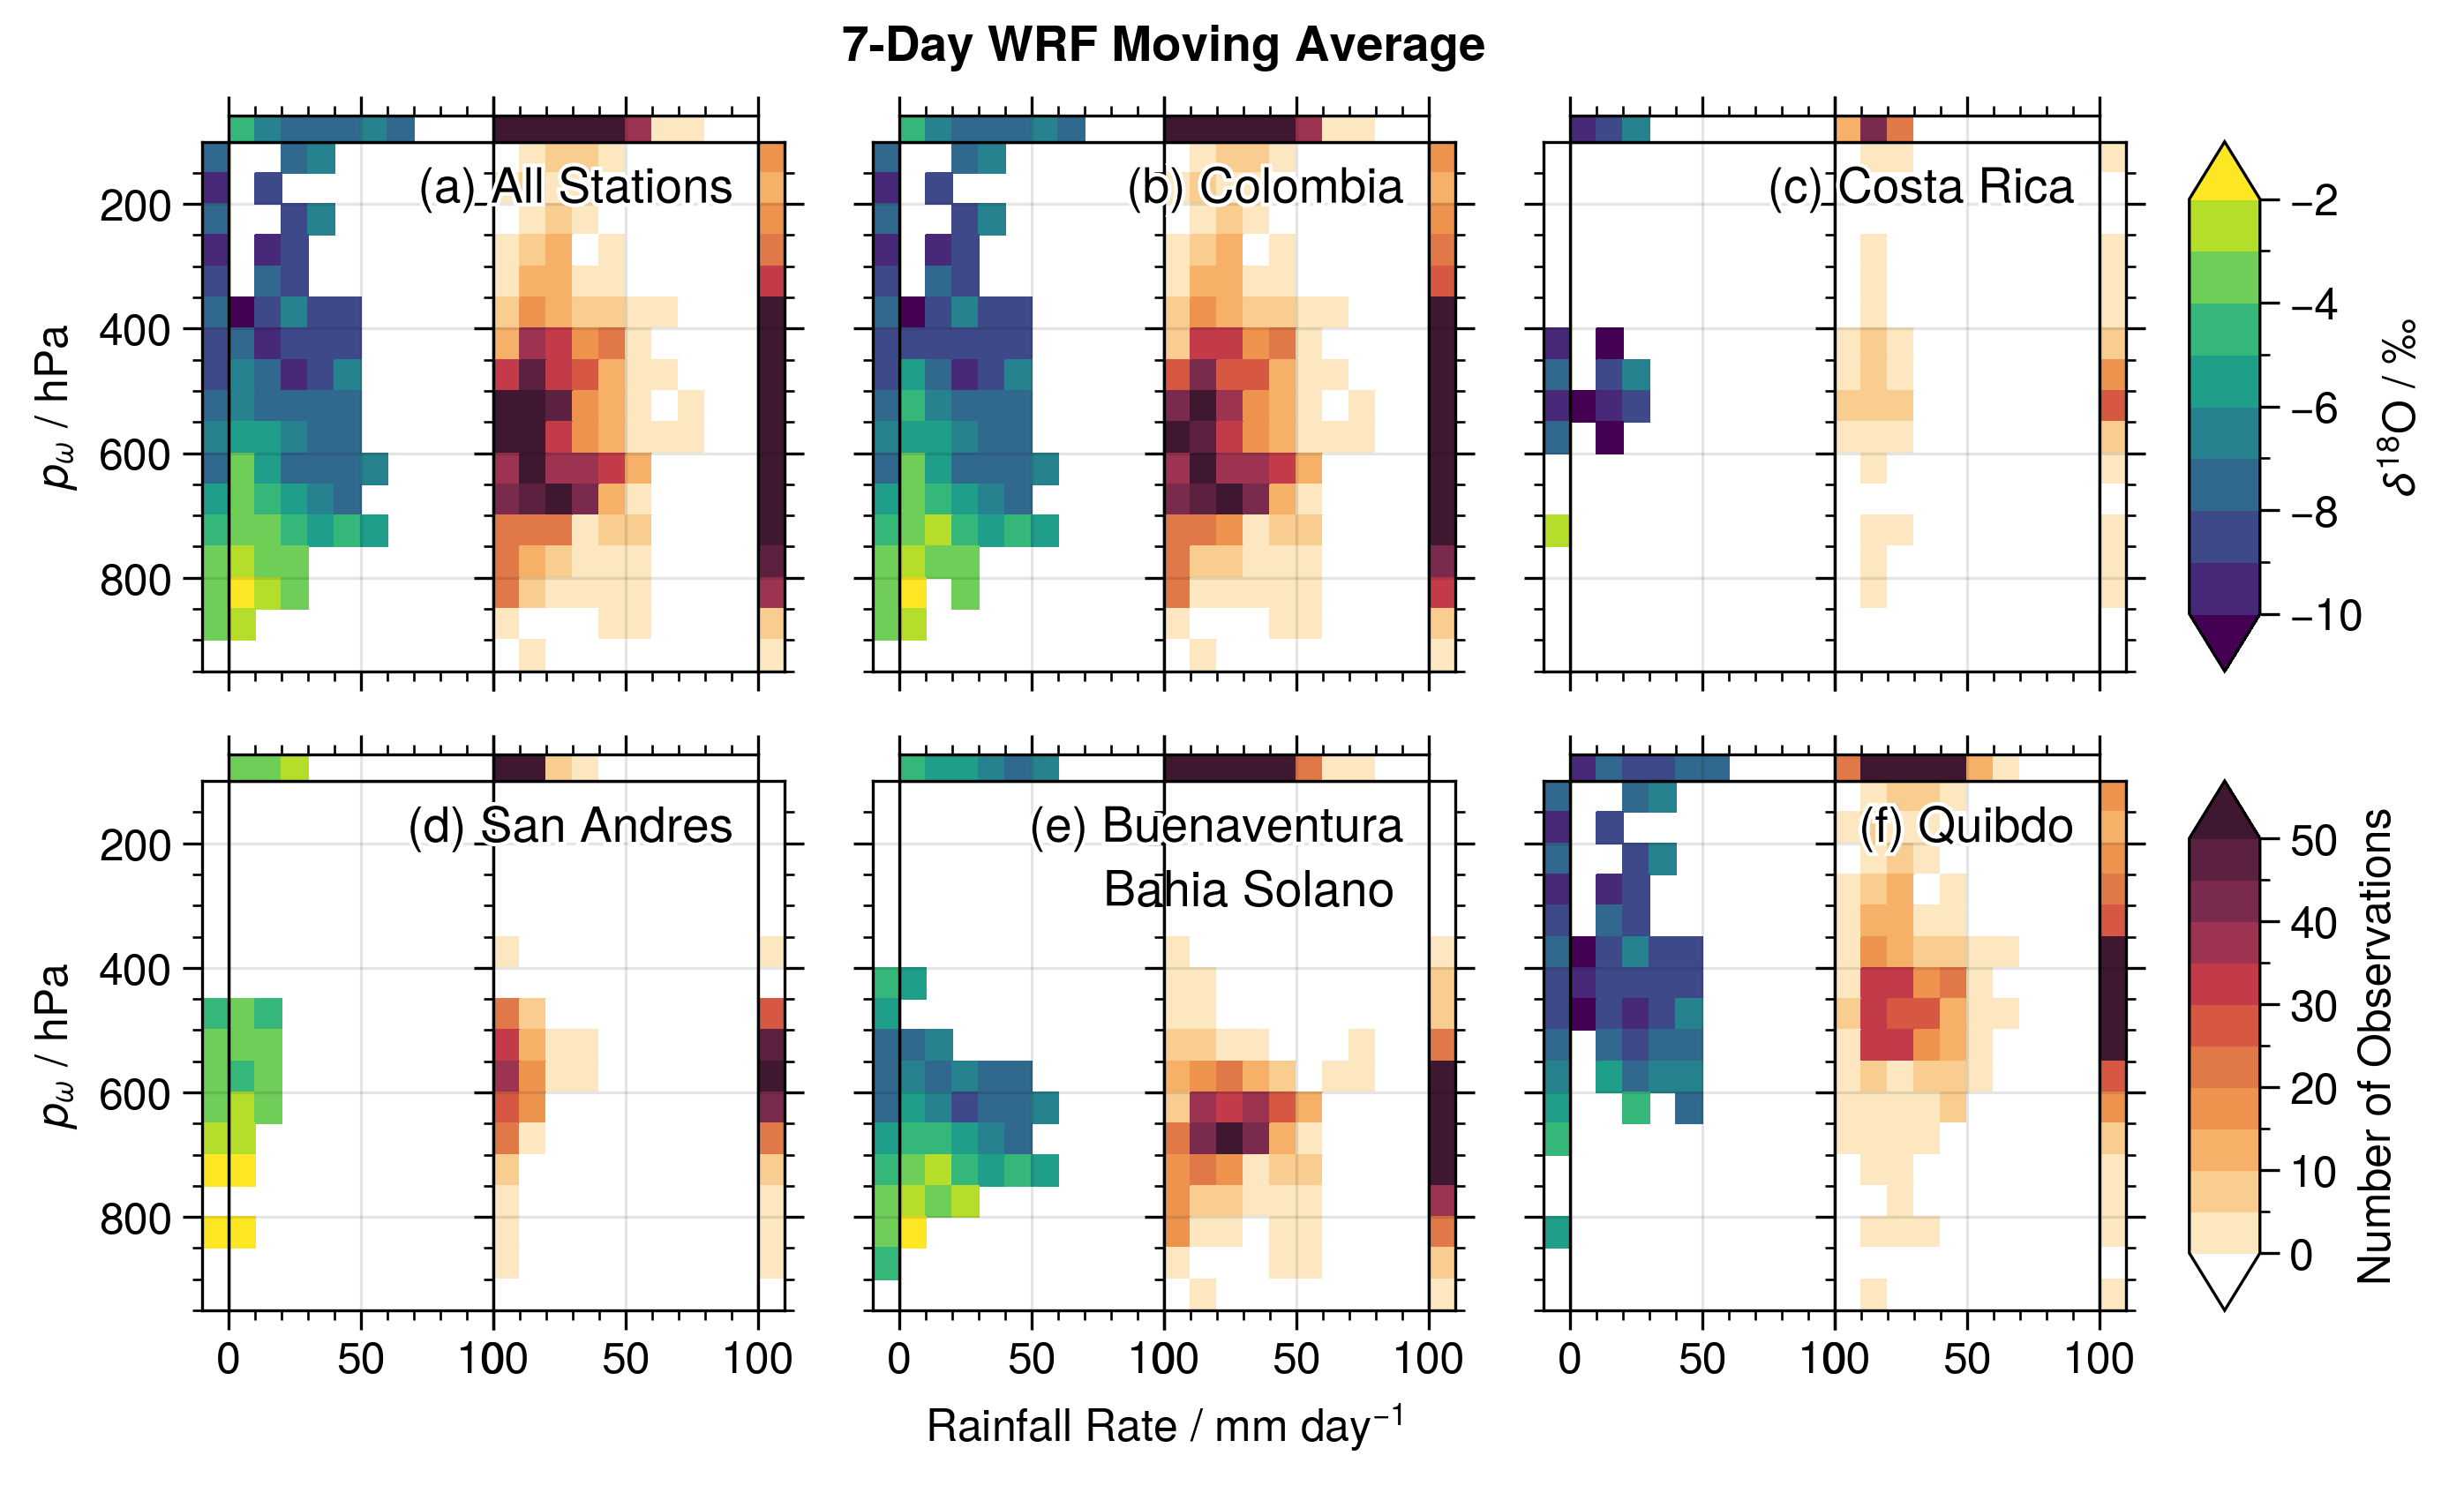 7-Day WRF Moving Average
(a) All Stations
(b) Colombia
(c) Costa Rica
200
400
600
800
p_ω / hPa
−2
−4
−6
−8
−10
δ¹⁸O / ‰
(d) San Andres
(e) Buenaventura
Bahia Solano
(f) Quibdo
200
400
600
800
p_ω / hPa
50
40
30
20
10
0
Number of Observations
0 50 100 0 50 100
0 50 100 0 50 100
0 50 100 0 50 100
Rainfall Rate / mm day⁻¹